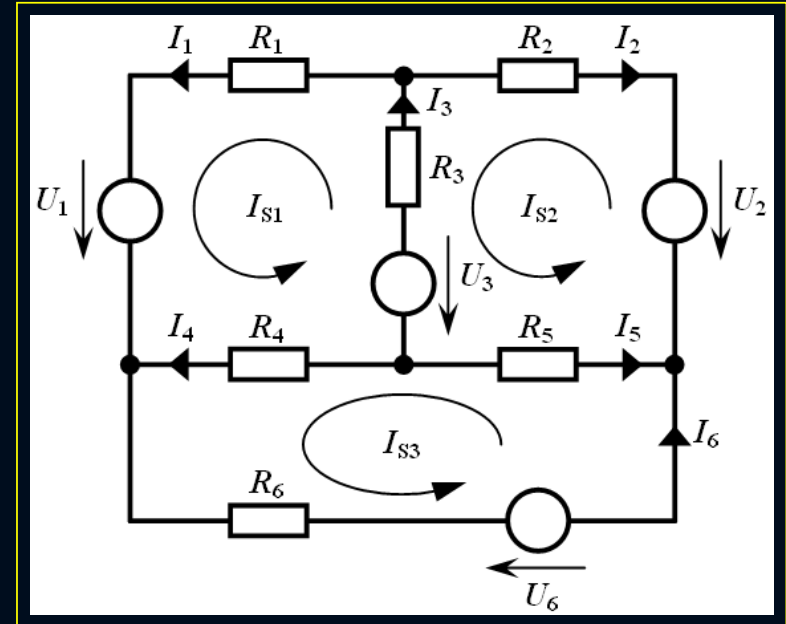 I1 R1 R2 I2
I3
R3
U1 IS1 IS2 U2
U3
I4 R4 R5 I5
IS3 I6
R6
U6